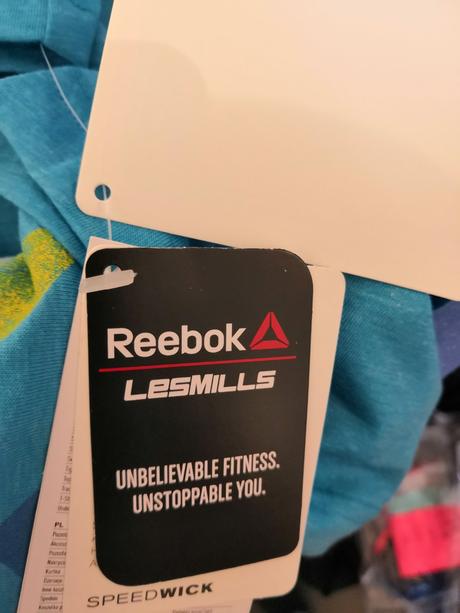 Reebok
LESMILLS
UNBELIEVABLE FITNESS.
UNSTOPPABLE YOU.
SPEEDWICK
PL